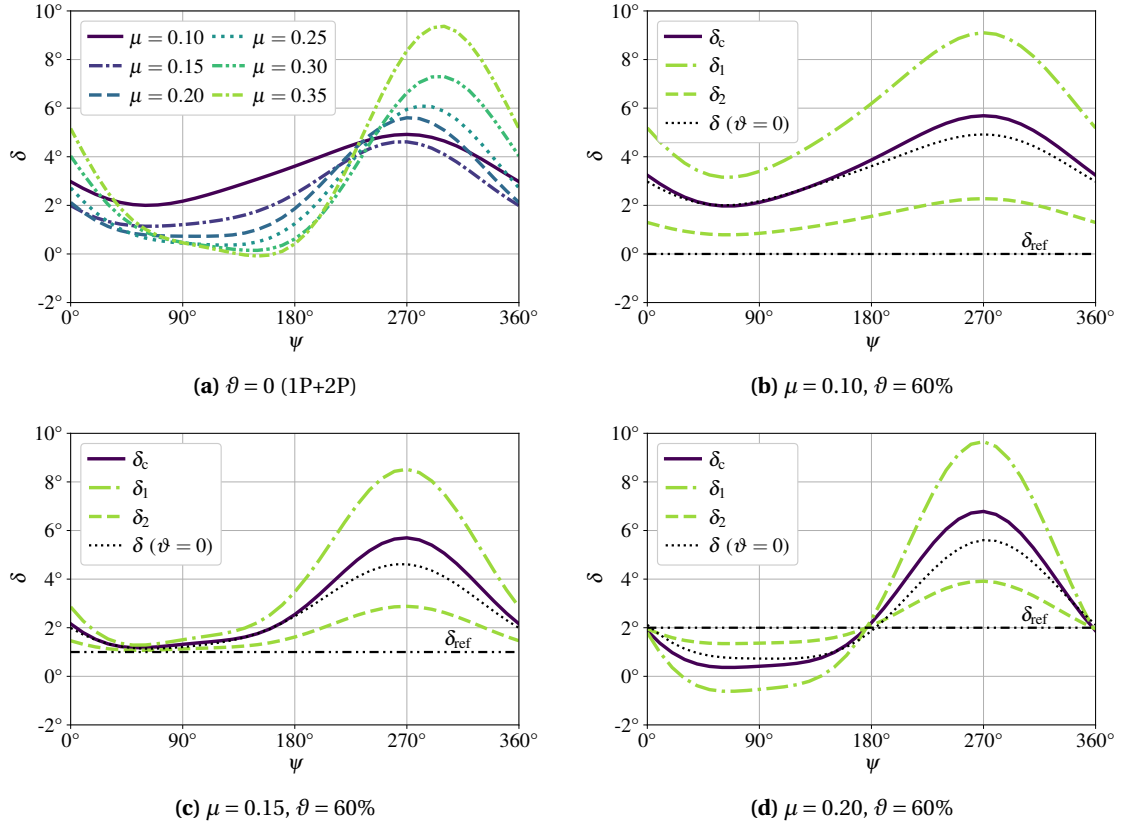 10°
8°
6°
4°
2°
0°
-2°
δ
μ = 0.10
μ = 0.15
μ = 0.20
μ = 0.25
μ = 0.30
μ = 0.35
0°
90°
180°
270°
360°
ψ
(a) ϑ = 0 (1P+2P)
10°
8°
6°
4°
2°
0°
-2°
δ
δc
δ1
δ2
δ (ϑ = 0)
δref
0°
90°
180°
270°
360°
ψ
(b) μ = 0.10, ϑ = 60%
10°
8°
6°
4°
2°
0°
-2°
δ
δc
δ1
δ2
δ (ϑ = 0)
δref
0°
90°
180°
270°
360°
ψ
(c) μ = 0.15, ϑ = 60%
10°
8°
6°
4°
2°
0°
-2°
δ
δc
δ1
δ2
δ (ϑ = 0)
δref
0°
90°
180°
270°
360°
ψ
(d) μ = 0.20, ϑ = 60%